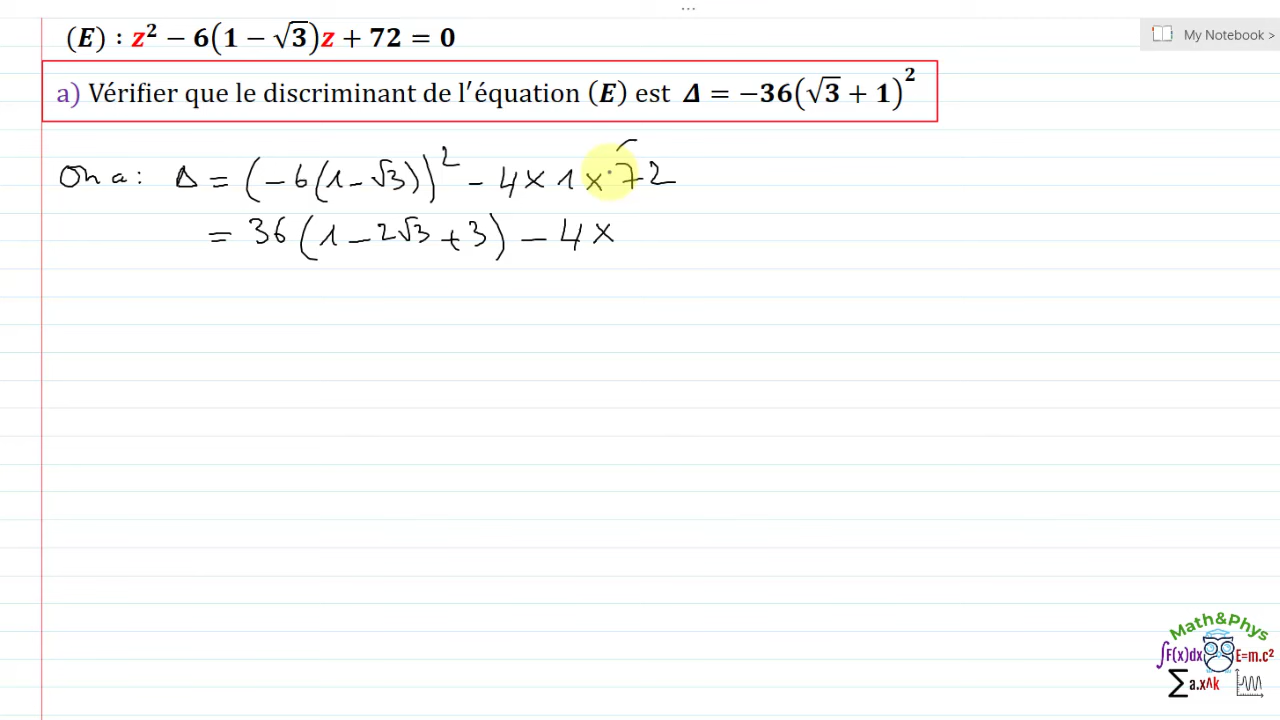 ...
(E) : z² − 6(1 − √3)z + 72 = 0
My Notebook >
a) Vérifier que le discriminant de l′équation (E) est Δ = −36(√3 + 1)²
On a : Δ = (−6(1−√3))² − 4×1×72
= 36(1−2√3+3) − 4×
Math&Phys
∫F(x)dx E=m.c²
∑ a.x∧k